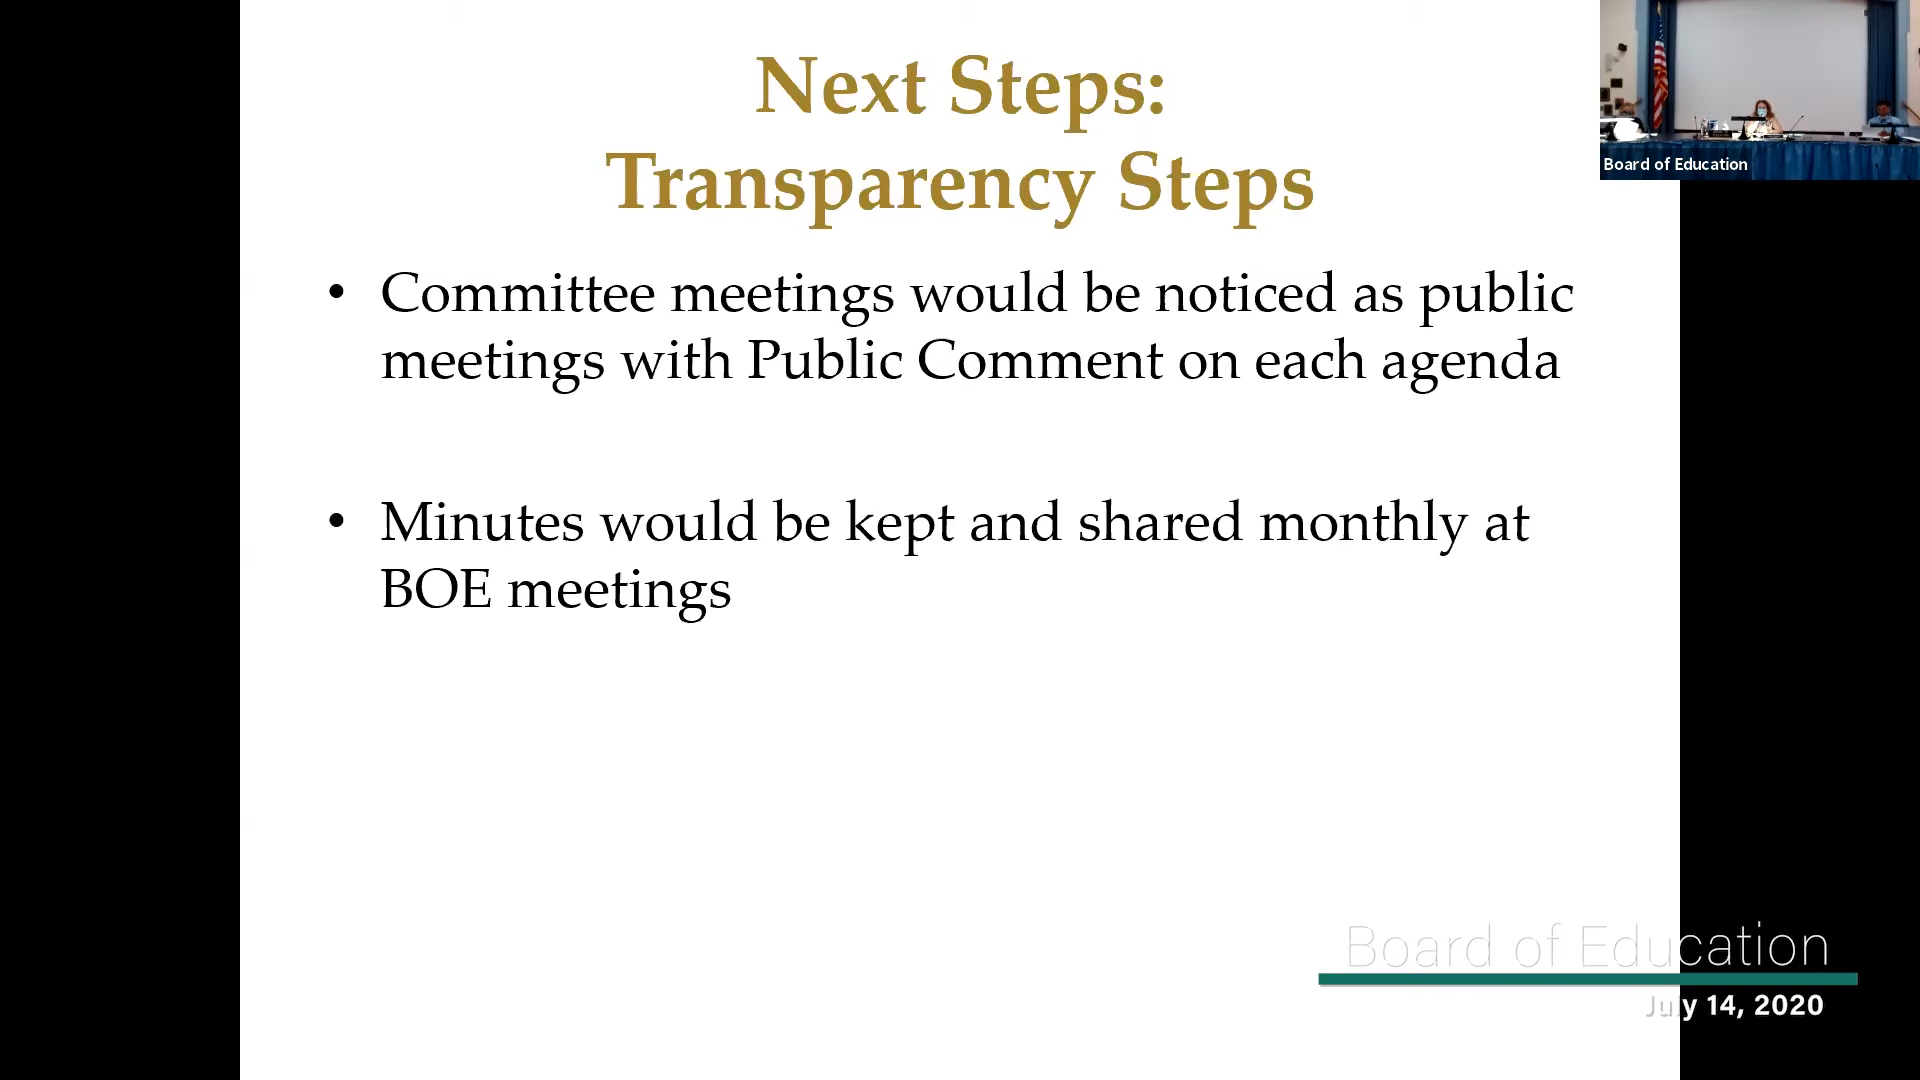 Next Steps:
Transparency Steps
Board of Education
• Committee meetings would be noticed as public
meetings with Public Comment on each agenda
• Minutes would be kept and shared monthly at
BOE meetings
Board of Education
July 14, 2020